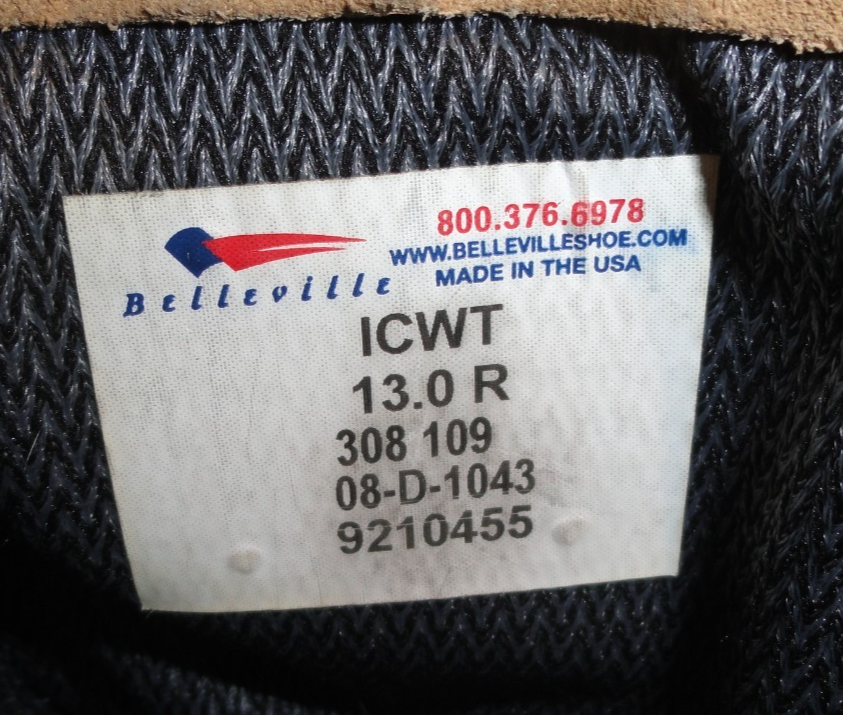 800.376.6978
WWW.BELLEVILLESHOE.COM
MADE IN THE USA
Belleville
ICWT
13.0 R
308 109
08-D-1043
9210455